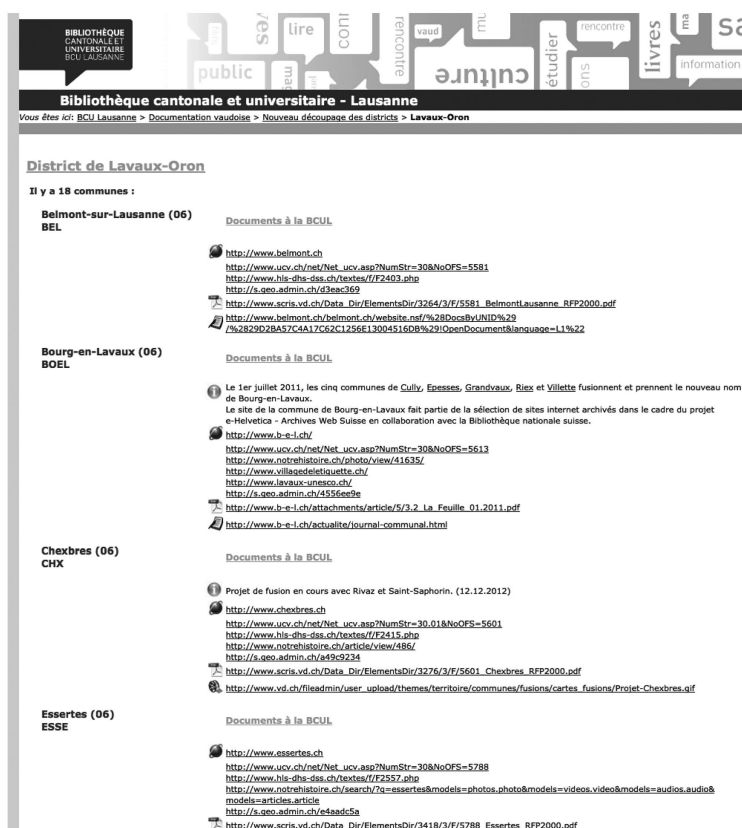 BIBLIOTHÈQUE
CANTONALE ET
UNIVERSITAIRE
BCU LAUSANNE
lire
vaud
rencontre
rencontre
public
culture
étudier
livres
information
Bibliothèque cantonale et universitaire - Lausanne
Vous êtes ici: BCU Lausanne > Documentation vaudoise > Nouveau découpage des districts > Lavaux-Oron
District de Lavaux-Oron
Il y a 18 communes :
Belmont-sur-Lausanne (06)
BEL
Documents à la BCUL
http://www.belmont.ch
http://www.ucv.ch/net/Net_ucv.asp?NumStr=30&NoOFS=5581
http://www.hls-dhs-dss.ch/textes/f/F2403.php
http://s.geo.admin.ch/d3eac369
http://www.scris.vd.ch/Data_Dir/ElementsDir/3264/3/F/5581_BelmontLausanne_RFP2000.pdf
http://www.belmont.ch/belmont.ch/website.nsf/%28DocsByUNID%29
/%2829D2BA57C4A17C62C1256E13004516DB%29!OpenDocument&language=L1%22
Bourg-en-Lavaux (06)
BOEL
Documents à la BCUL
Le 1er juillet 2011, les cinq communes de Cully, Epesses, Grandvaux, Riex et Villette fusionnent et prennent le nouveau nom
de Bourg-en-Lavaux.
Le site de la commune de Bourg-en-Lavaux fait partie de la sélection de sites internet archivés dans le cadre du projet
e-Helvetica - Archives Web Suisse en collaboration avec la Bibliothèque nationale suisse.
http://www.b-e-l.ch/
http://www.ucv.ch/net/Net_ucv.asp?NumStr=30&NoOFS=5613
http://www.notrehistoire.ch/photo/view/41635/
http://www.villagedeletiquette.ch/
http://www.lavaux-unesco.ch/
http://s.geo.admin.ch/4556ee9e
http://www.b-e-l.ch/attachments/article/5/3.2_La_Feuille_01.2011.pdf
http://www.b-e-l.ch/actualite/journal-communal.html
Chexbres (06)
CHX
Documents à la BCUL
Projet de fusion en cours avec Rivaz et Saint-Saphorin. (12.12.2012)
http://www.chexbres.ch
http://www.ucv.ch/net/Net_ucv.asp?NumStr=30.01&NoOFS=5601
http://www.hls-dhs-dss.ch/textes/f/F2415.php
http://www.notrehistoire.ch/article/view/486/
http://s.geo.admin.ch/a49c9234
http://www.scris.vd.ch/Data_Dir/ElementsDir/3276/3/F/5601_Chexbres_RFP2000.pdf
http://www.vd.ch/fileadmin/user_upload/themes/territoire/communes/fusions/cartes_fusions/Projet-Chexbres.gif
Essertes (06)
ESSE
Documents à la BCUL
http://www.essertes.ch
http://www.ucv.ch/net/Net_ucv.asp?NumStr=30&NoOFS=5788
http://www.hls-dhs-dss.ch/textes/f/F2557.php
http://www.notrehistoire.ch/search/?q=essertes&models=photos.photo&models=videos.video&models=audios.audio&
models=articles.article
http://s.geo.admin.ch/e4aadc5a
http://www.scris.vd.ch/Data_Dir/ElementsDir/3418/3/F/5788_Essertes_RFP2000.pdf